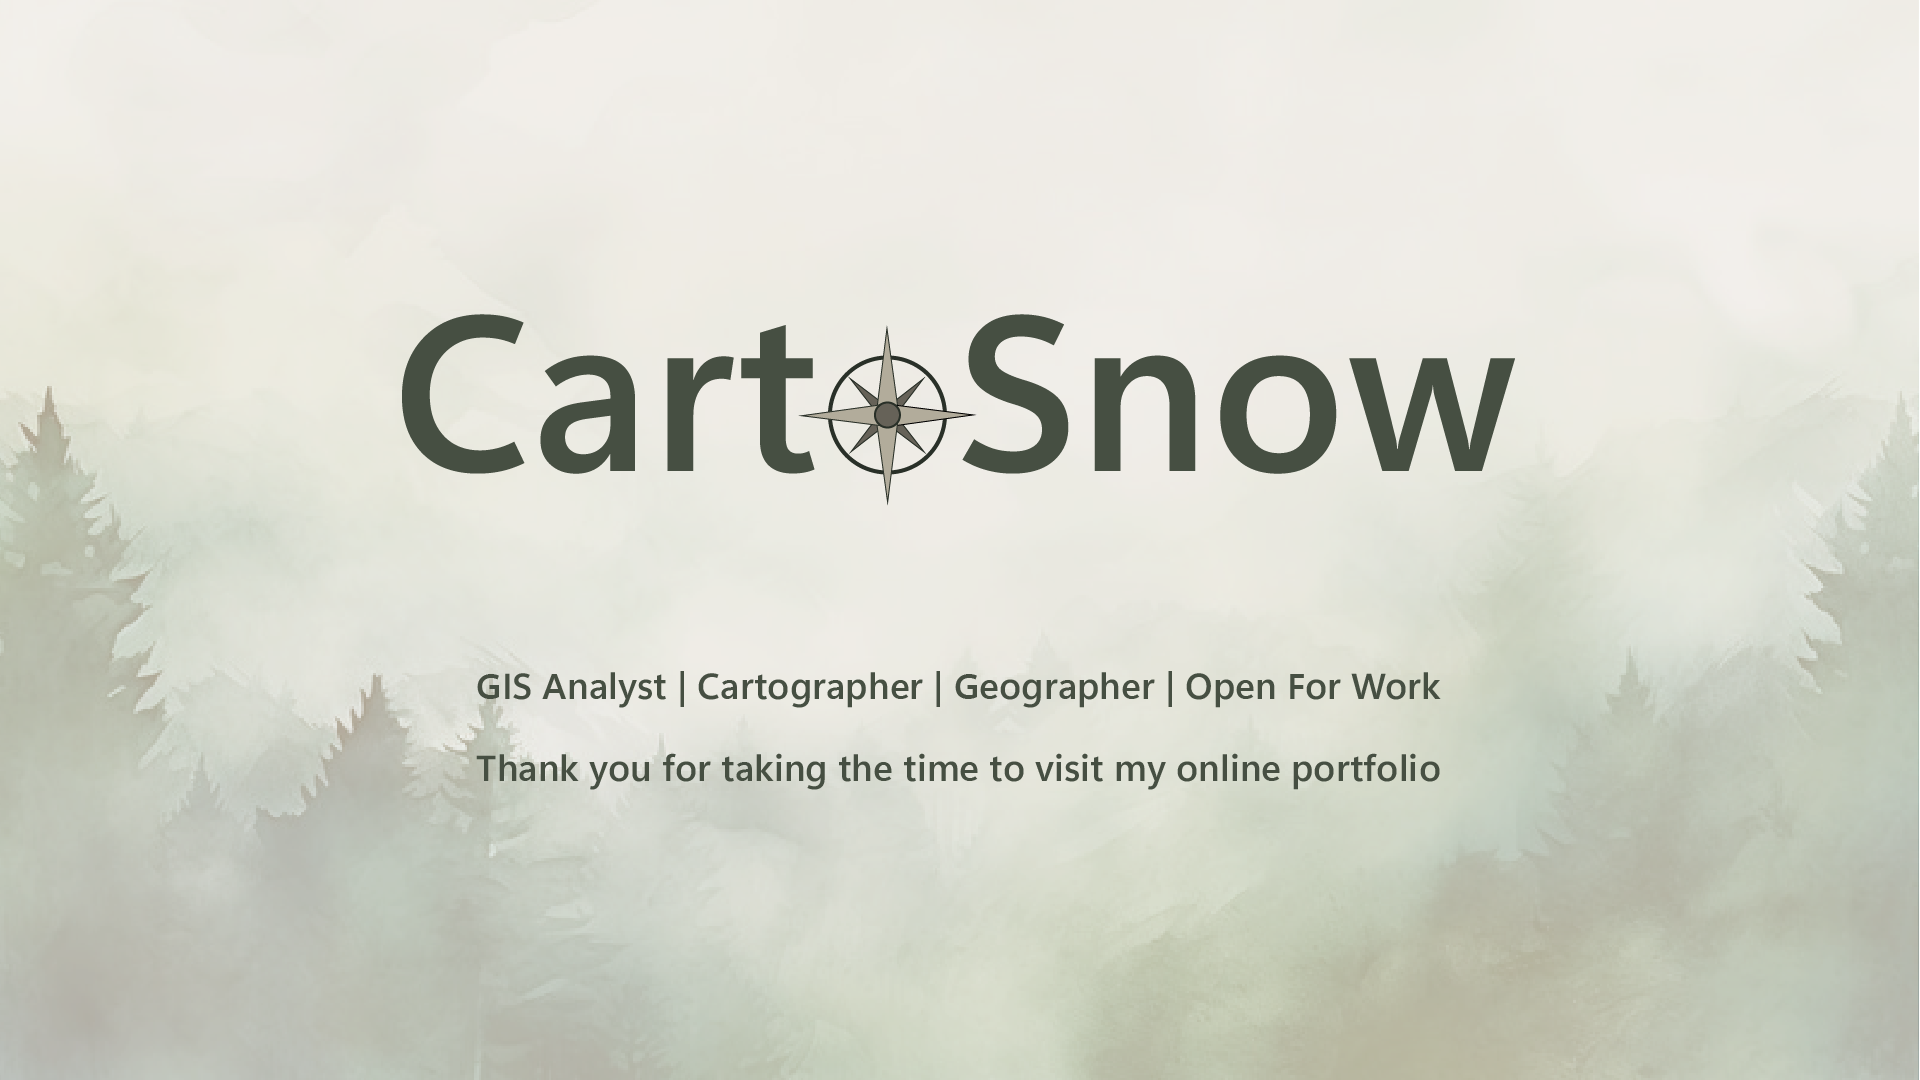 CartoSnow
GIS Analyst | Cartographer | Geographer | Open For Work
Thank you for taking the time to visit my online portfolio